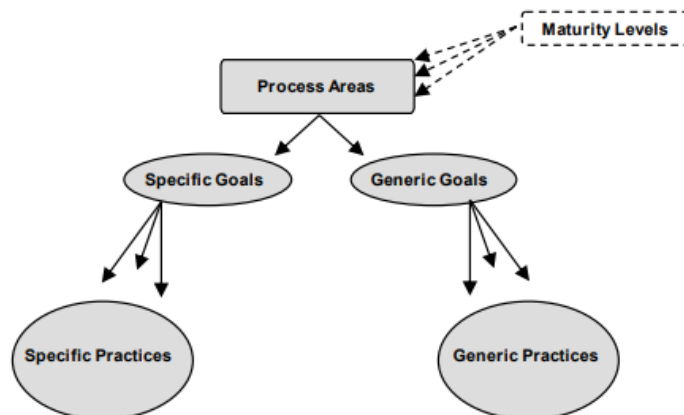 Maturity Levels
Process Areas
Specific Goals
Generic Goals
Specific Practices
Generic Practices